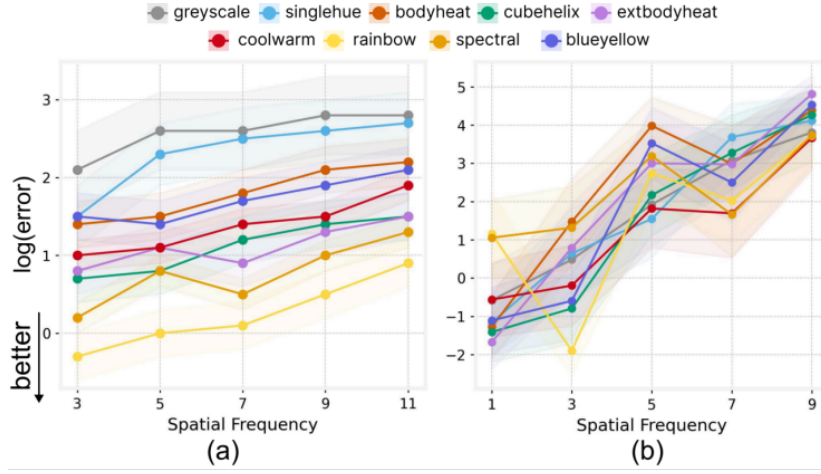 greyscale singlehue bodyheat cubehelix extbodyheat
coolwarm rainbow spectral blueyellow
log(error)
better
3
2
1
0
3 5 7 9 11
Spatial Frequency
(a)
5
4
3
2
1
0
−1
−2
1 3 5 7 9
Spatial Frequency
(b)